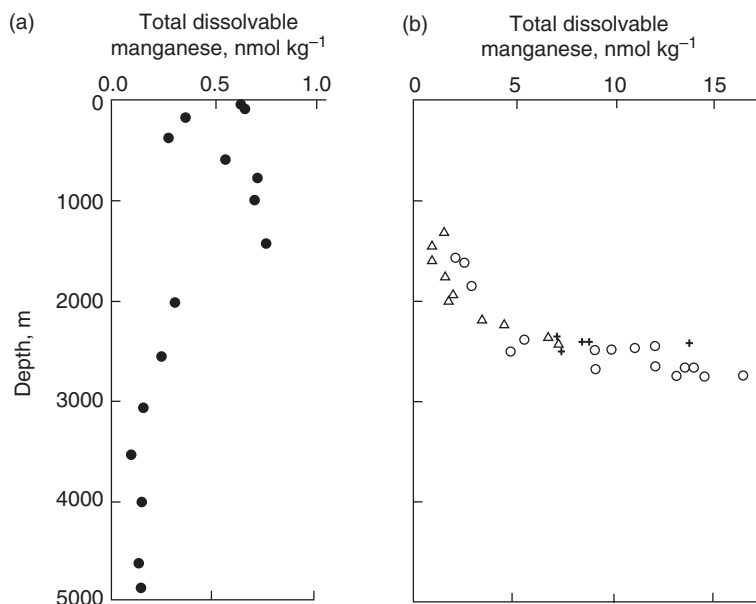 (a)
Total dissolvable
manganese, nmol kg⁻¹
0.0 0.5 1.0
0
1000
2000
3000
4000
5000
Depth, m
(b)
Total dissolvable
manganese, nmol kg⁻¹
0 5 10 15